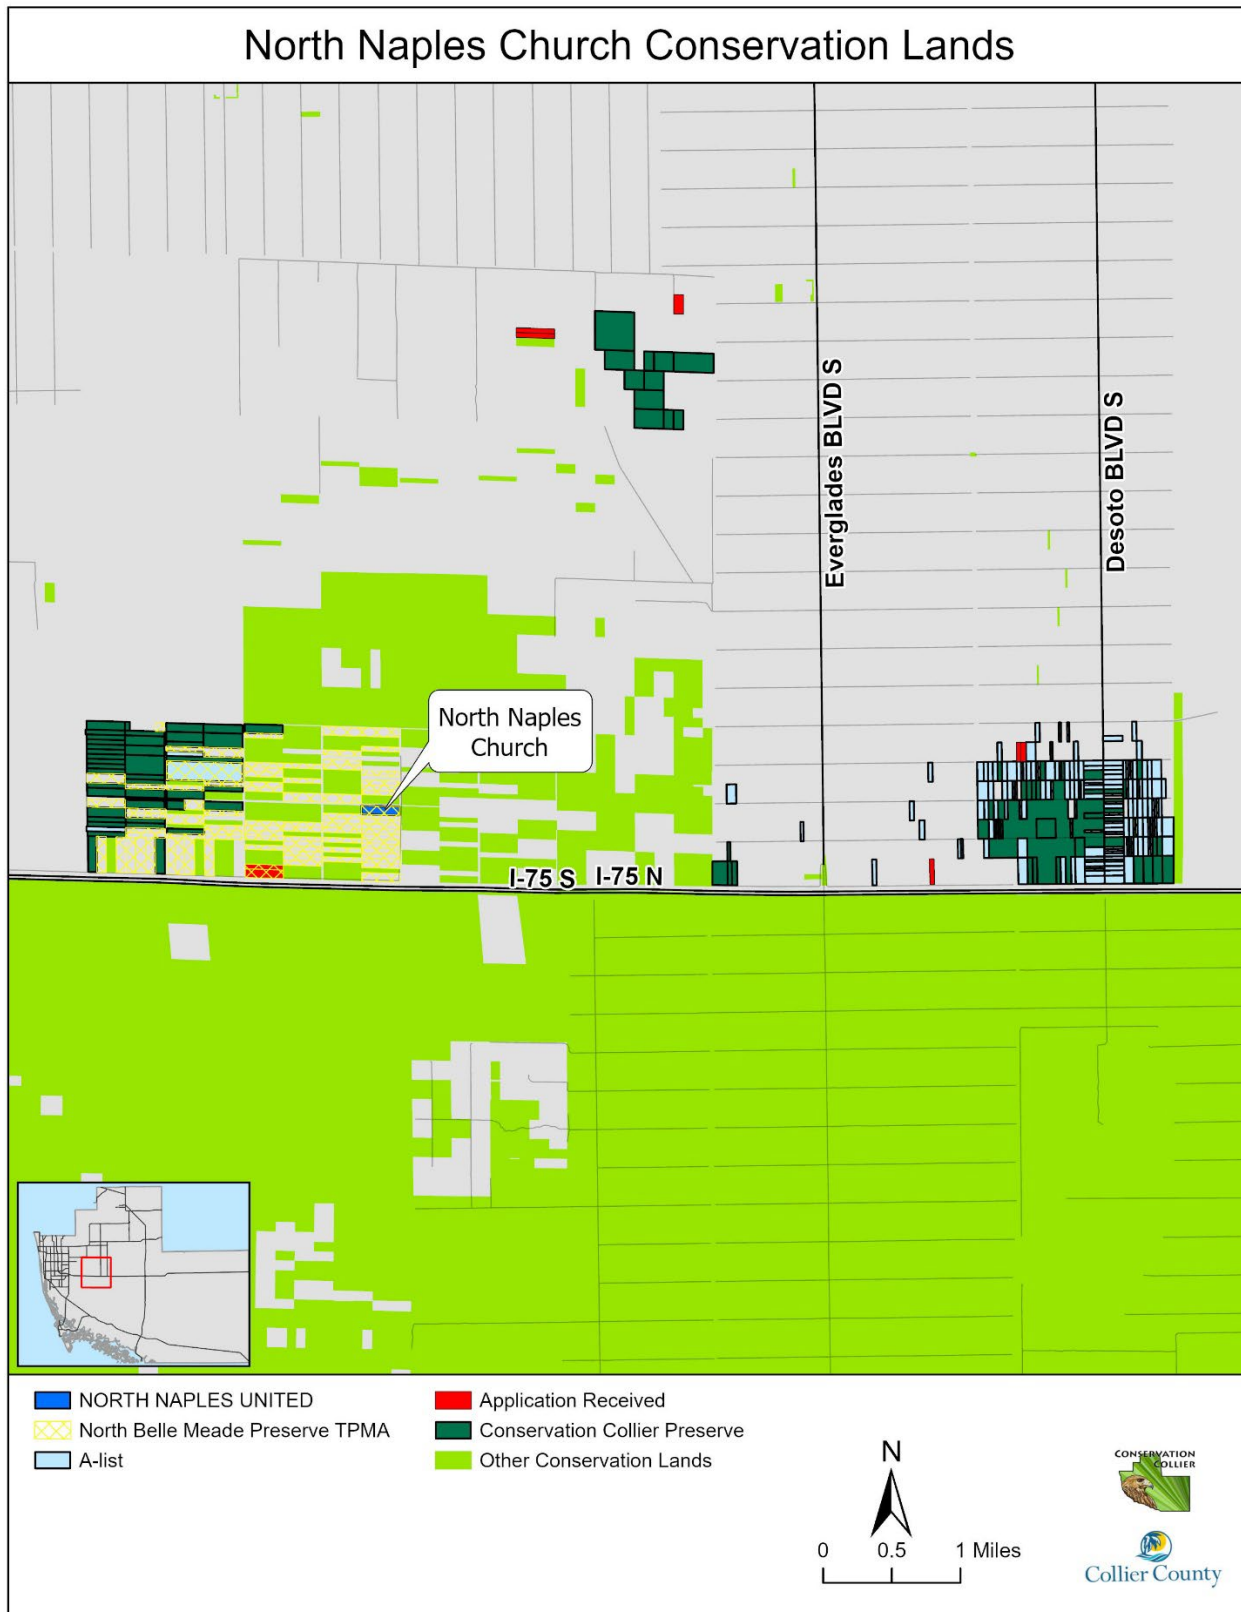 North Naples Church Conservation Lands
Everglades BLVD S
Desoto BLVD S
North Naples
Church
I-75 S
I-75 N
NORTH NAPLES UNITED
North Belle Meade Preserve TPMA
A-list
Application Received
Conservation Collier Preserve
Other Conservation Lands
N
0 0.5 1 Miles
CONSERVATION
COLLIER
Collier County